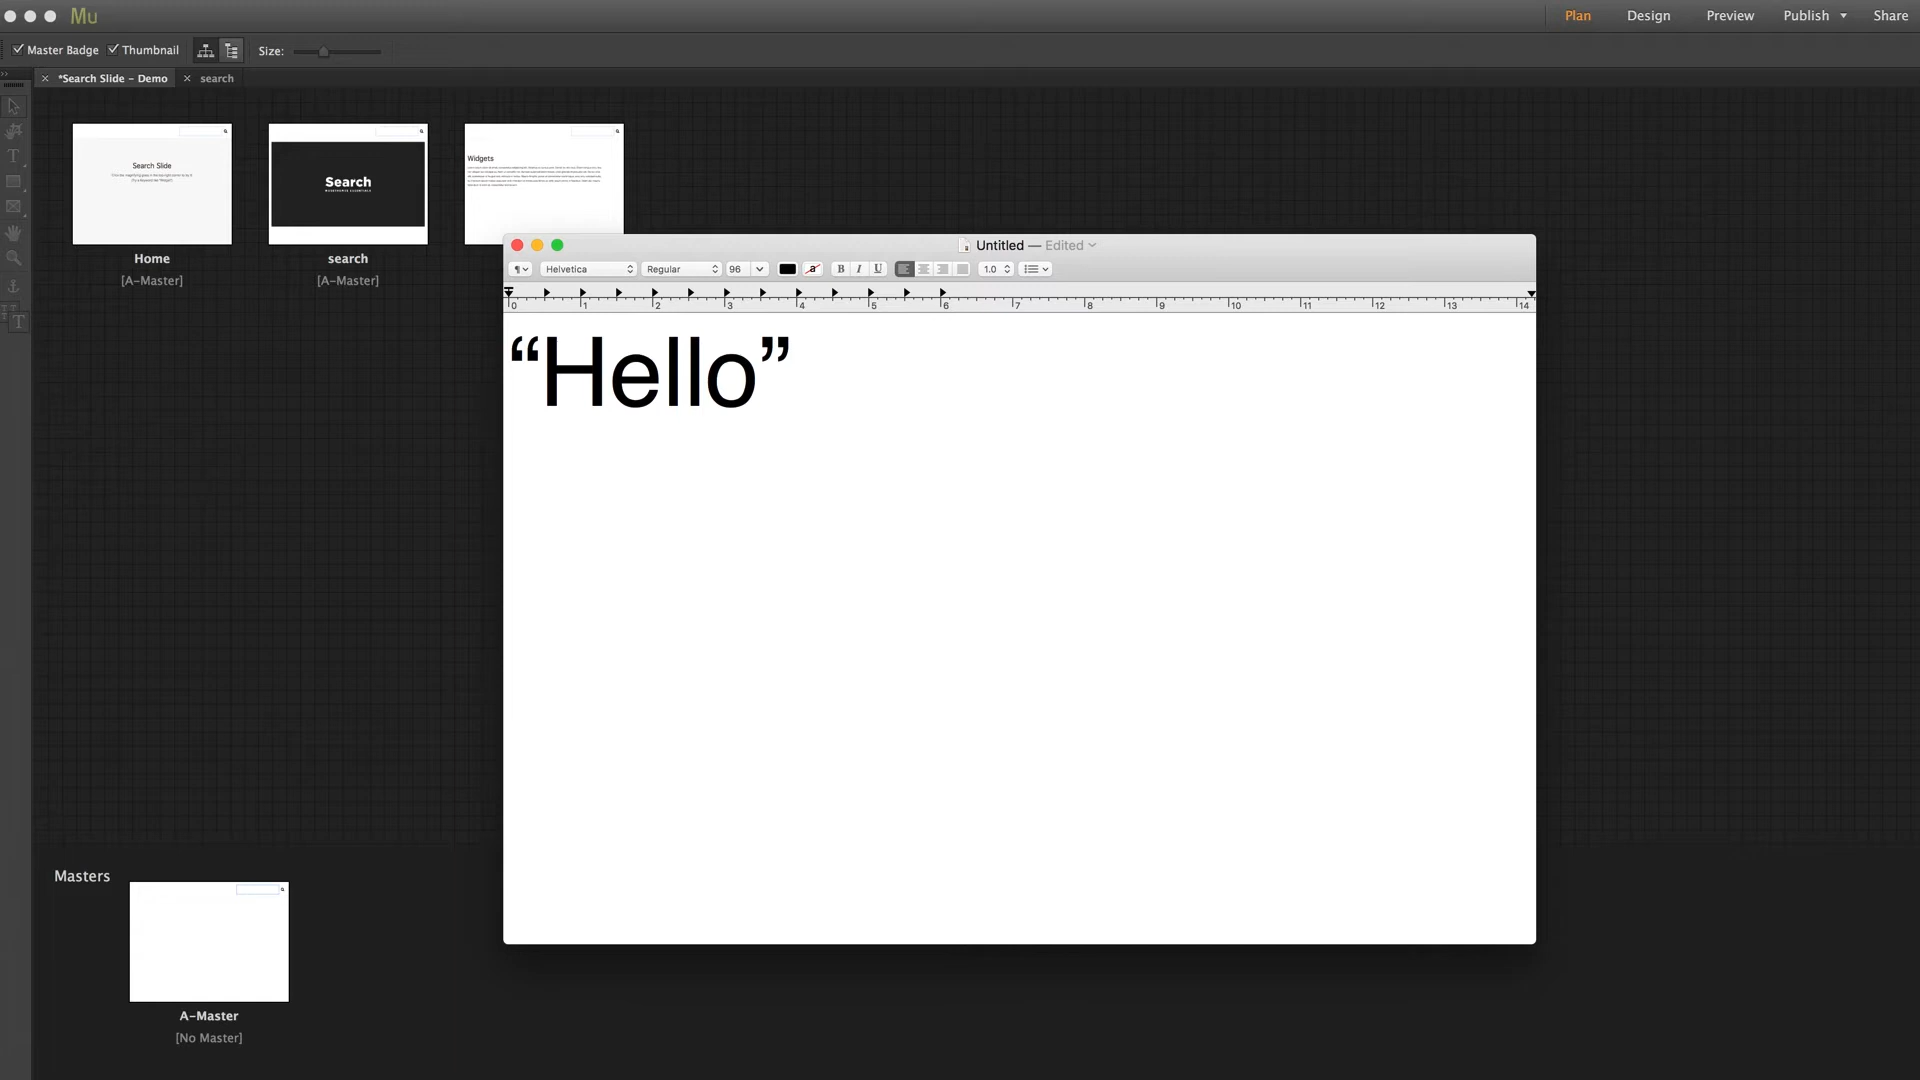 Mu
Plan
Design
Preview
Publish
Share
Master Badge
Thumbnail
Size:
*Search Slide – Demo
search
Search Slide
Search
Widgets
Home
[A-Master]
search
[A-Master]
Untitled — Edited
Helvetica
Regular
96
B I U
1.0
0 1 2 3 4 5 6 7 8 9 10 11 12 13 14
“Hello”
Masters
A-Master
[No Master]